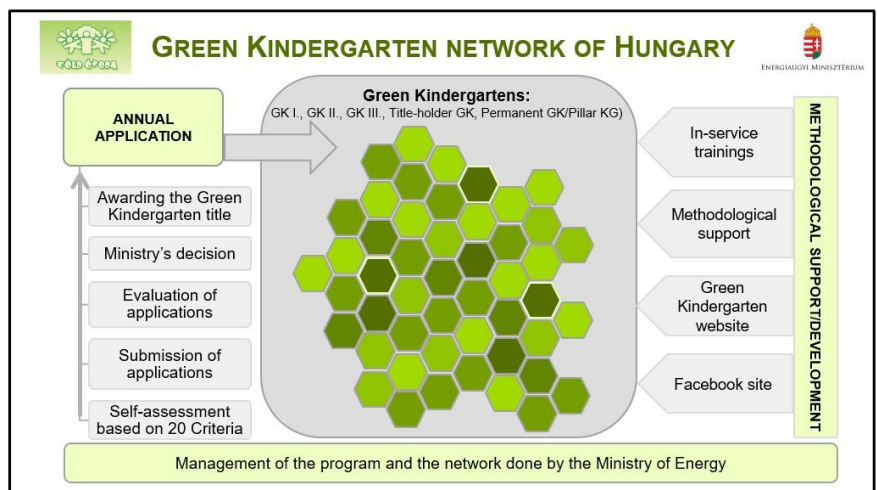 ZÖLD ÓVODA
GREEN KINDERGARTEN NETWORK OF HUNGARY
ENERGIAÜGYI MINISZTÉRIUM
ANNUAL
APPLICATION
Awarding the Green
Kindergarten title
Ministry's decision
Evaluation of
applications
Submission of
applications
Self-assessment
based on 20 Criteria
Green Kindergartens:
GK I., GK II., GK III., Title-holder GK, Permanent GK/Pillar KG)
In-service
trainings
Methodological
support
Green
Kindergarten
website
Facebook site
METHODOLOGICAL SUPPORT/DEVELOPMENT
Management of the program and the network done by the Ministry of Energy